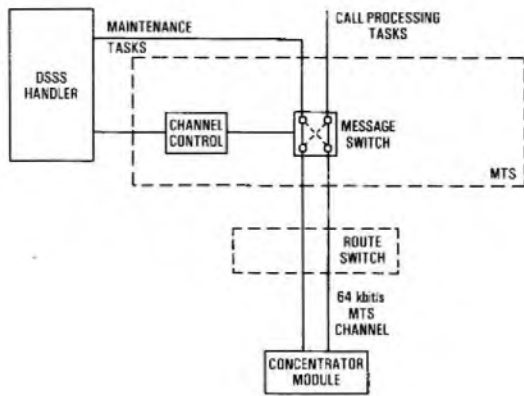 DSSS
HANDLER
MAINTENANCE
TASKS
CALL PROCESSING
TASKS
CHANNEL
CONTROL
MESSAGE
SWITCH
MTS
ROUTE
SWITCH
64 kbit/s
MTS
CHANNEL
CONCENTRATOR
MODULE